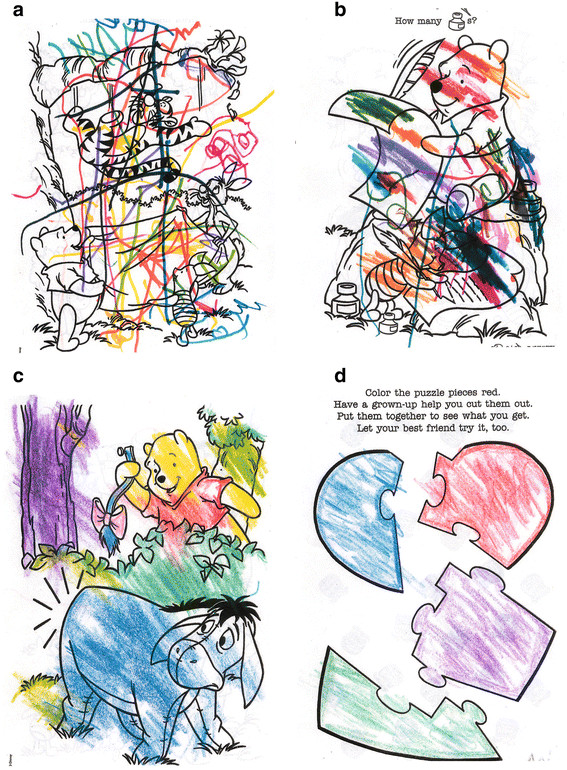 a
b
How many s?
c
d
Color the puzzle pieces red.
Have a grown-up help you cut them out.
Put them together to see what you get.
Let your best friend try it, too.